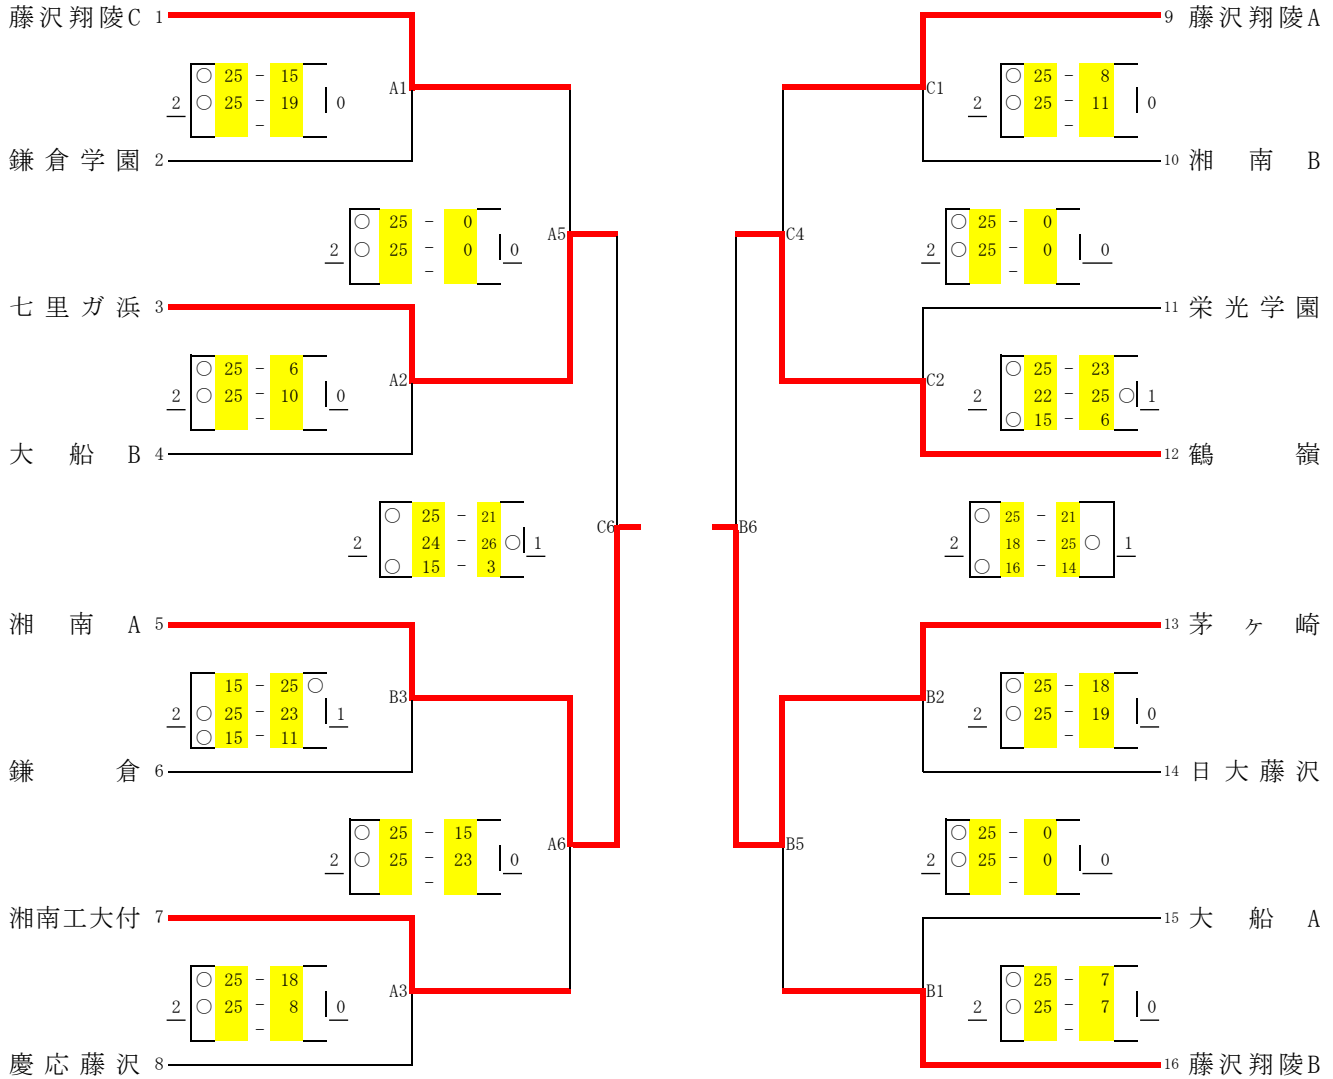 藤沢翔陵C 1
9 藤沢翔陵A
○ 25 - 15
2 ○ 25 - 19 0
-
A1
C1
○ 25 - 8
2 ○ 25 - 11 0
-
鎌倉学園 2
10 湘南B
○ 25 - 0
2 ○ 25 - 0 0
-
A5
C4
○ 25 - 0
2 ○ 25 - 0 0
-
七里ガ浜 3
11 栄光学園
○ 25 - 6
2 ○ 25 - 10 0
-
A2
C2
○ 25 - 23
2 22 - 25 ○ 1
○ 15 - 6
大船B 4
12 鶴嶺
○ 25 - 21
2 24 - 26 ○ 1
○ 15 - 3
C6
B6
○ 25 - 21
2 18 - 25 ○ 1
○ 16 - 14
湘南A 5
13 茅ヶ崎
15 - 25 ○
2 ○ 25 - 23 1
○ 15 - 11
B3
B2
○ 25 - 18
2 ○ 25 - 19 0
-
鎌倉 6
14 日大藤沢
○ 25 - 15
2 ○ 25 - 23 0
-
A6
B5
○ 25 - 0
2 ○ 25 - 0 0
-
湘南工大付 7
15 大船A
○ 25 - 18
2 ○ 25 - 8 0
-
A3
B1
○ 25 - 7
2 ○ 25 - 7 0
-
慶応藤沢 8
16 藤沢翔陵B